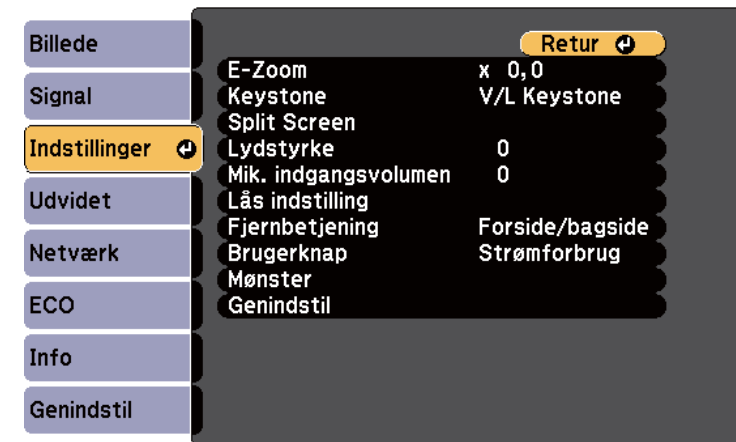 Billede
Signal
Indstillinger
Udvidet
Netværk
ECO
Info
Genindstil
Retur
E-Zoom x 0,0
Keystone V/L Keystone
Split Screen
Lydstyrke 0
Mik. indgangsvolumen 0
Lås indstilling
Fjernbetjening Forside/bagside
Brugerknap Strømforbrug
Mønster
Genindstil